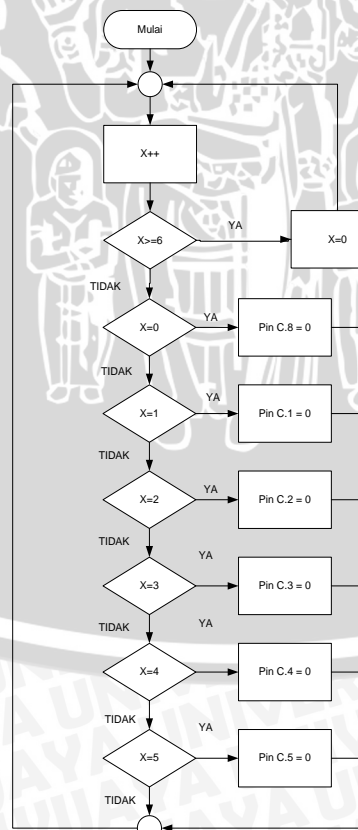 Mulai
X++
X>=6
YA
X=0
TIDAK
X=0
YA
Pin C.8 = 0
TIDAK
X=1
YA
Pin C.1 = 0
TIDAK
X=2
YA
Pin C.2 = 0
TIDAK
X=3
YA
Pin C.3 = 0
TIDAK
YA
X=4
Pin C.4 = 0
TIDAK
X=5
YA
Pin C.5 = 0
TIDAK